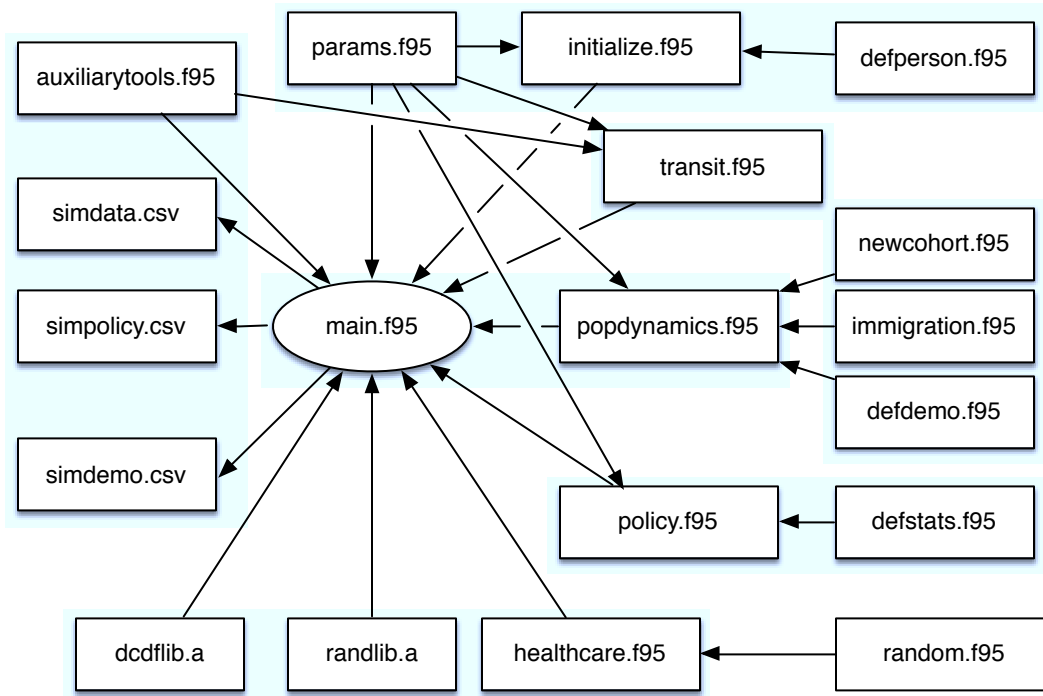 params.f95
initialize.f95
defperson.f95
auxiliarytools.f95
transit.f95
simdata.csv
newcohort.f95
simpolicy.csv
main.f95
popdynamics.f95
immigration.f95
defdemo.f95
simdemo.csv
policy.f95
defstats.f95
dcdflib.a
randlib.a
healthcare.f95
random.f95